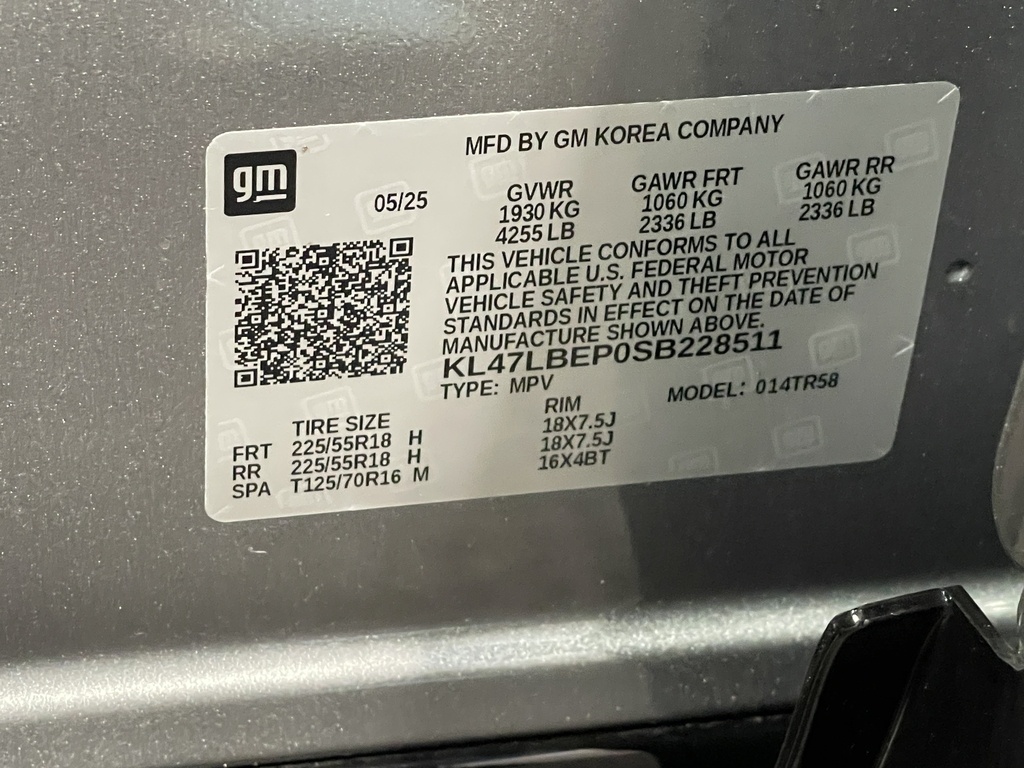 MFD BY GM KOREA COMPANY
gm
05/25
GVWR GAWR FRT GAWR RR
1930 KG 1060 KG 1060 KG
4255 LB 2336 LB 2336 LB
THIS VEHICLE CONFORMS TO ALL
APPLICABLE U.S. FEDERAL MOTOR
VEHICLE SAFETY AND THEFT PREVENTION
STANDARDS IN EFFECT ON THE DATE OF
MANUFACTURE SHOWN ABOVE.
KL47LBEP0SB228511
TYPE: MPV MODEL: 014TR58
TIRE SIZE RIM
FRT 225/55R18 H 18X7.5J
RR 225/55R18 H 18X7.5J
SPA T125/70R16 M 16X4BT